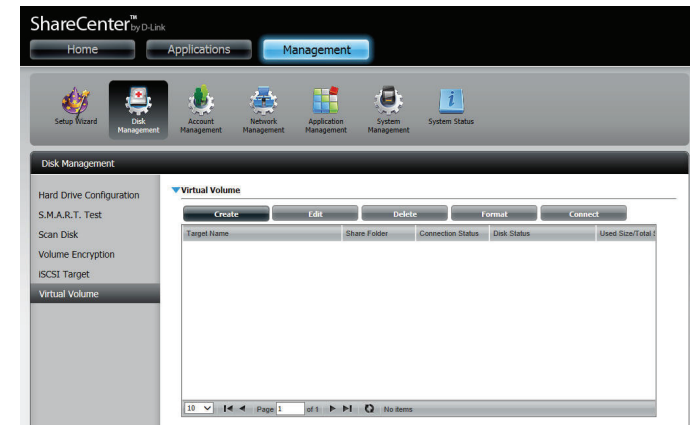 ShareCenter™ by D-Link
Home Applications Management
Setup Wizard Disk Management Account Management Network Management Application Management System Management System Status
Disk Management
Hard Drive Configuration
S.M.A.R.T. Test
Scan Disk
Volume Encryption
iSCSI Target
Virtual Volume
Virtual Volume
Create Edit Delete Format Connect
Target Name Share Folder Connection Status Disk Status Used Size/Total S
10 Page 1 of 1 No items